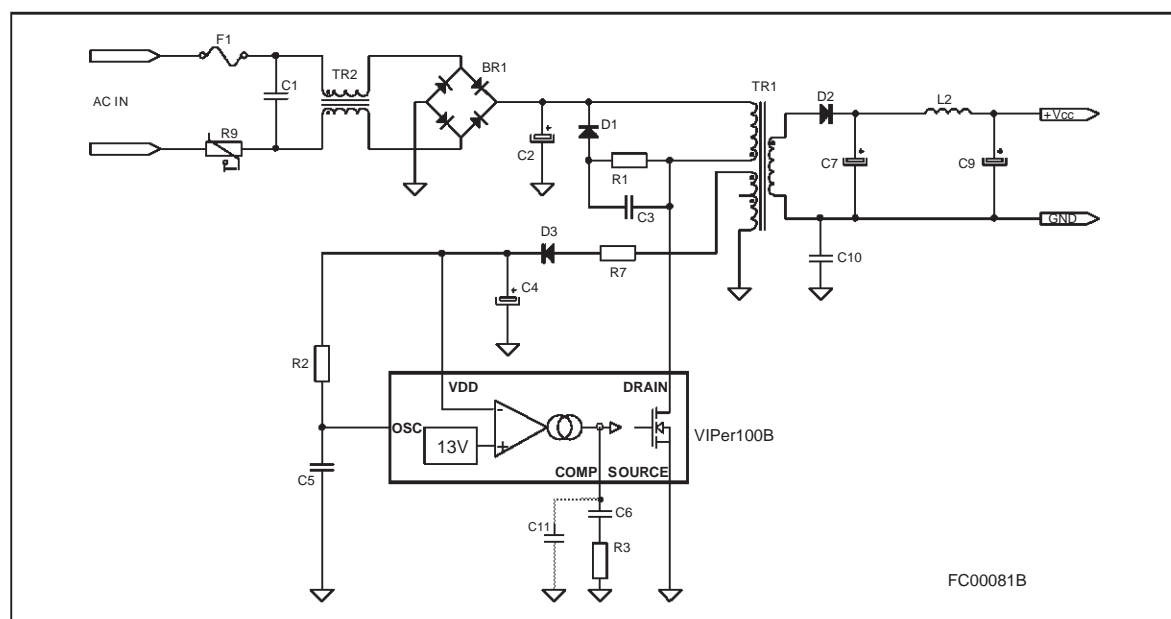 F1
TR2
BR1
TR1
C1
AC IN
R9
T°
C2
D1
R1
C3
D2
L2
+Vcc
C7
C9
GND
C10
D3
R7
C4
R2
VDD
DRAIN
OSC
-
13V
+
VIPer100B
COMP
SOURCE
C5
C11
C6
R3
FC00081B